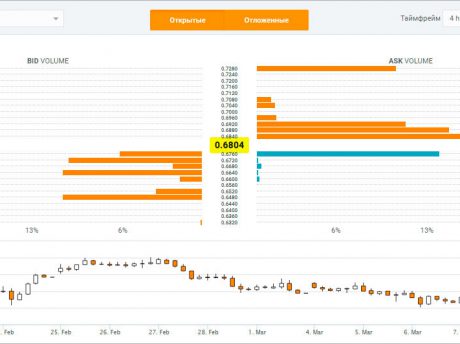 Открытые
Отложенные
Таймфрейм
4 h
BID VOLUME
ASK VOLUME
0.7280
0.7240
0.7200
0.7160
0.7120
0.7080
0.7040
0.7000
0.6960
0.6920
0.6880
0.6840
0.6804
0.6760
0.6720
0.6680
0.6640
0.6600
0.6560
0.6520
0.6480
0.6440
0.6400
0.6360
0.6320
13%
6%
6%
13%
. Feb
25. Feb
26. Feb
27. Feb
28. Feb
1. Mar
4. Mar
5. Mar
6. Mar
7.